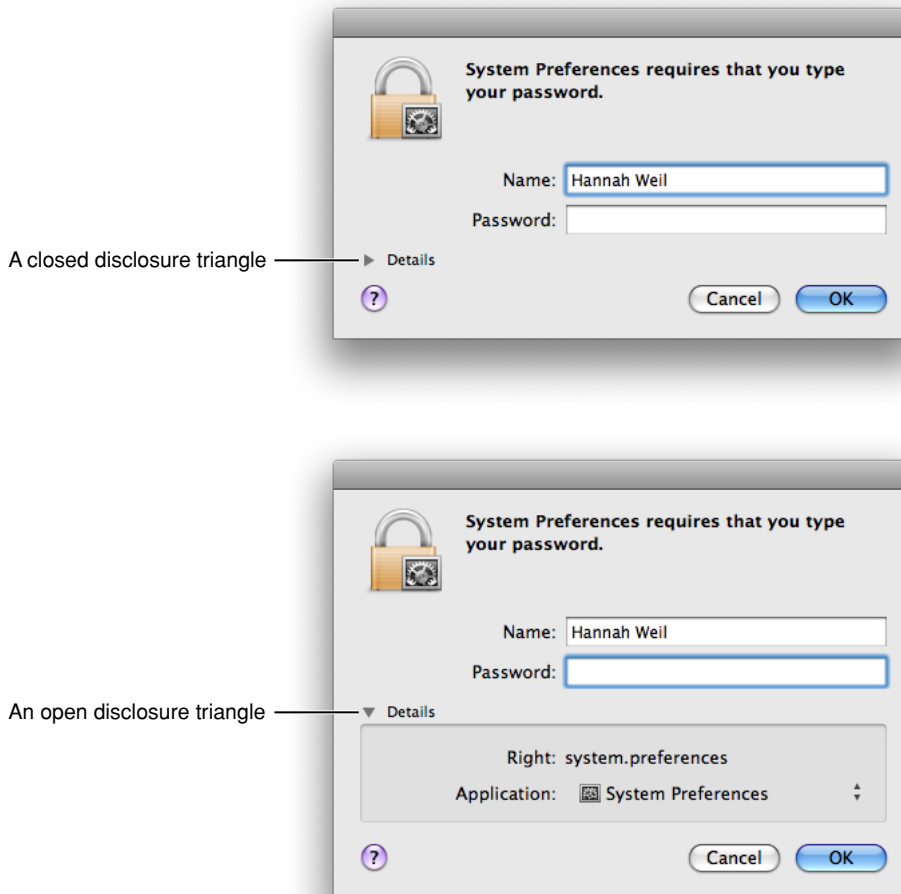 System Preferences requires that you type
your password.
Name: Hannah Weil
Password:
A closed disclosure triangle
Details
?
Cancel
OK
System Preferences requires that you type
your password.
Name: Hannah Weil
Password:
An open disclosure triangle
Details
Right: system.preferences
Application: System Preferences
?
Cancel
OK